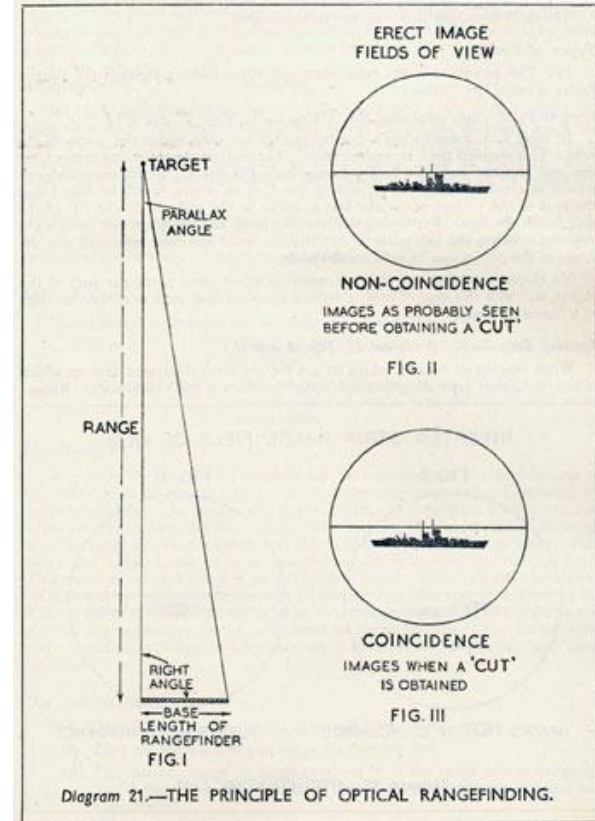 TARGET
PARALLAX
ANGLE
RANGE
RIGHT
ANGLE
BASE
LENGTH OF
RANGEFINDER
FIG.I
ERECT IMAGE
FIELDS OF VIEW
NON-COINCIDENCE
IMAGES AS PROBABLY SEEN
BEFORE OBTAINING A 'CUT'
FIG. II
COINCIDENCE
IMAGES WHEN A 'CUT'
IS OBTAINED
FIG. III
Diagram 21.—THE PRINCIPLE OF OPTICAL RANGEFINDING.